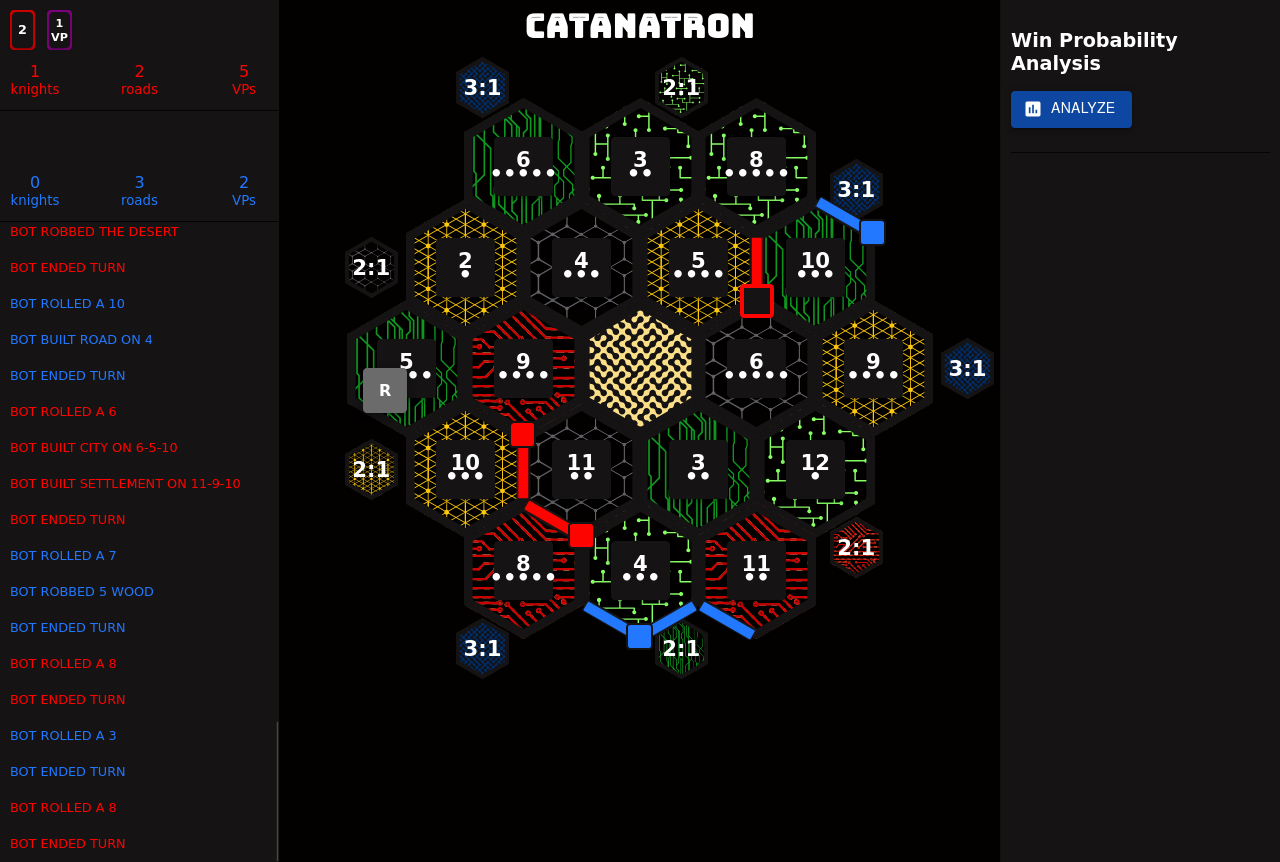 2
1
VP
1
knights
2
roads
5
VPs
0
knights
3
roads
2
VPs
BOT ROBBED THE DESERT
BOT ENDED TURN
BOT ROLLED A 10
BOT BUILT ROAD ON 4
BOT ENDED TURN
BOT ROLLED A 6
BOT BUILT CITY ON 6-5-10
BOT BUILT SETTLEMENT ON 11-9-10
BOT ENDED TURN
BOT ROLLED A 7
BOT ROBBED 5 WOOD
BOT ENDED TURN
BOT ROLLED A 8
BOT ENDED TURN
BOT ROLLED A 3
BOT ENDED TURN
BOT ROLLED A 8
BOT ENDED TURN
CATANATRON
3:1
2:1
6
3
8
3:1
2:1
2
4
5
10
5
9
6
9
3:1
R
2:1
10
11
3
12
8
4
11
2:1
3:1
2:1
Win Probability
Analysis
ANALYZE